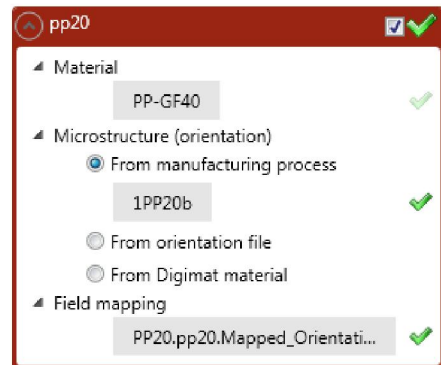 pp20
Material
PP-GF40
Microstructure (orientation)
From manufacturing process
1PP20b
From orientation file
From Digimat material
Field mapping
PP20.pp20.Mapped_Orientati...